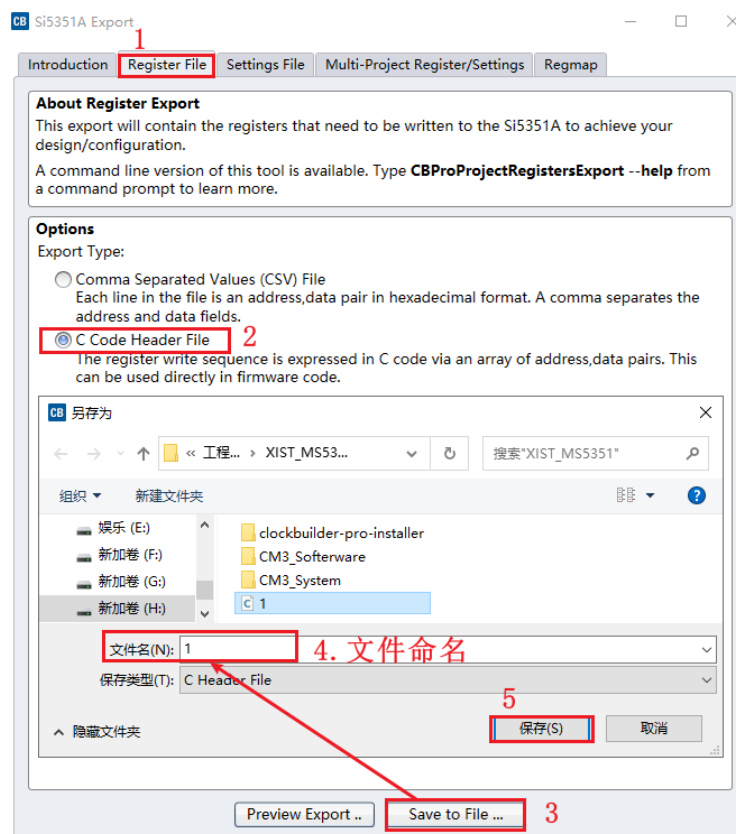 CB Si5351A Export
1
Introduction Register File Settings File Multi-Project Register/Settings Regmap
About Register Export
This export will contain the registers that need to be written to the Si5351A to achieve your
design/configuration.
A command line version of this tool is available. Type CBProProjectRegistersExport --help from
a command prompt to learn more.
Options
Export Type:
Comma Separated Values (CSV) File
Each line in the file is an address,data pair in hexadecimal format. A comma separates the
address and data fields.
C Code Header File 2
The register write sequence is expressed in C code via an array of address,data pairs. This
can be used directly in firmware code.
CB 另存为
« 工程... › XIST_MS53... 搜索"XIST_MS5351"
组织 新建文件夹 ?
娱乐 (E:)
新加卷 (F:)
新加卷 (G:)
新加卷 (H:)
clockbuilder-pro-installer
CM3_Softerware
CM3_System
C 1
文件名(N): 1 4.文件命名
保存类型(T): C Header File
5
隐藏文件夹 保存(S) 取消
Preview Export .. Save to File ... 3